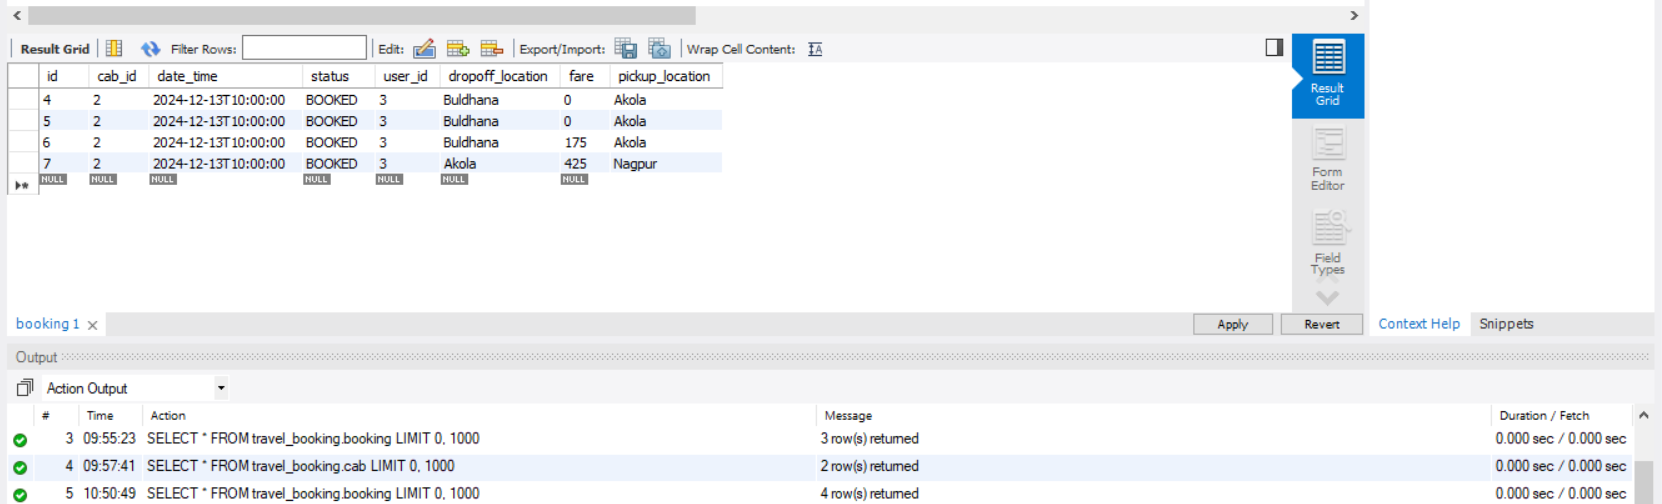 Result Grid Filter Rows: Edit: Export/Import: Wrap Cell Content: IA
id cab_id date_time status user_id dropoff_location fare pickup_location
4 2 2024-12-13T10:00:00 BOOKED 3 Buldhana 0 Akola
5 2 2024-12-13T10:00:00 BOOKED 3 Buldhana 0 Akola
6 2 2024-12-13T10:00:00 BOOKED 3 Buldhana 175 Akola
7 2 2024-12-13T10:00:00 BOOKED 3 Akola 425 Nagpur
NULL NULL NULL NULL NULL NULL NULL
Result
Grid
Form
Editor
Field
Types
booking 1 Apply Revert Context Help Snippets
Output
Action Output
# Time Action Message Duration / Fetch
3 09:55:23 SELECT * FROM travel_booking.booking LIMIT 0, 1000 3 row(s) returned 0.000 sec / 0.000 sec
4 09:57:41 SELECT * FROM travel_booking.cab LIMIT 0, 1000 2 row(s) returned 0.000 sec / 0.000 sec
5 10:50:49 SELECT * FROM travel_booking.booking LIMIT 0, 1000 4 row(s) returned 0.000 sec / 0.000 sec